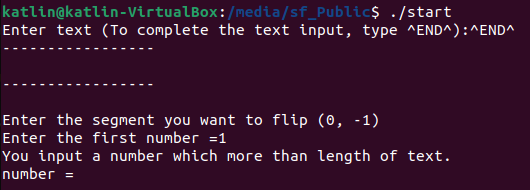 katlin@katlin-VirtualBox:/media/sf_Public$ ./start
Enter text (To complete the text input, type ^END^):^END^
-----------------

-----------------

Enter the segment you want to flip (0, -1)
Enter the first number =1
You input a number which more than length of text.
number =